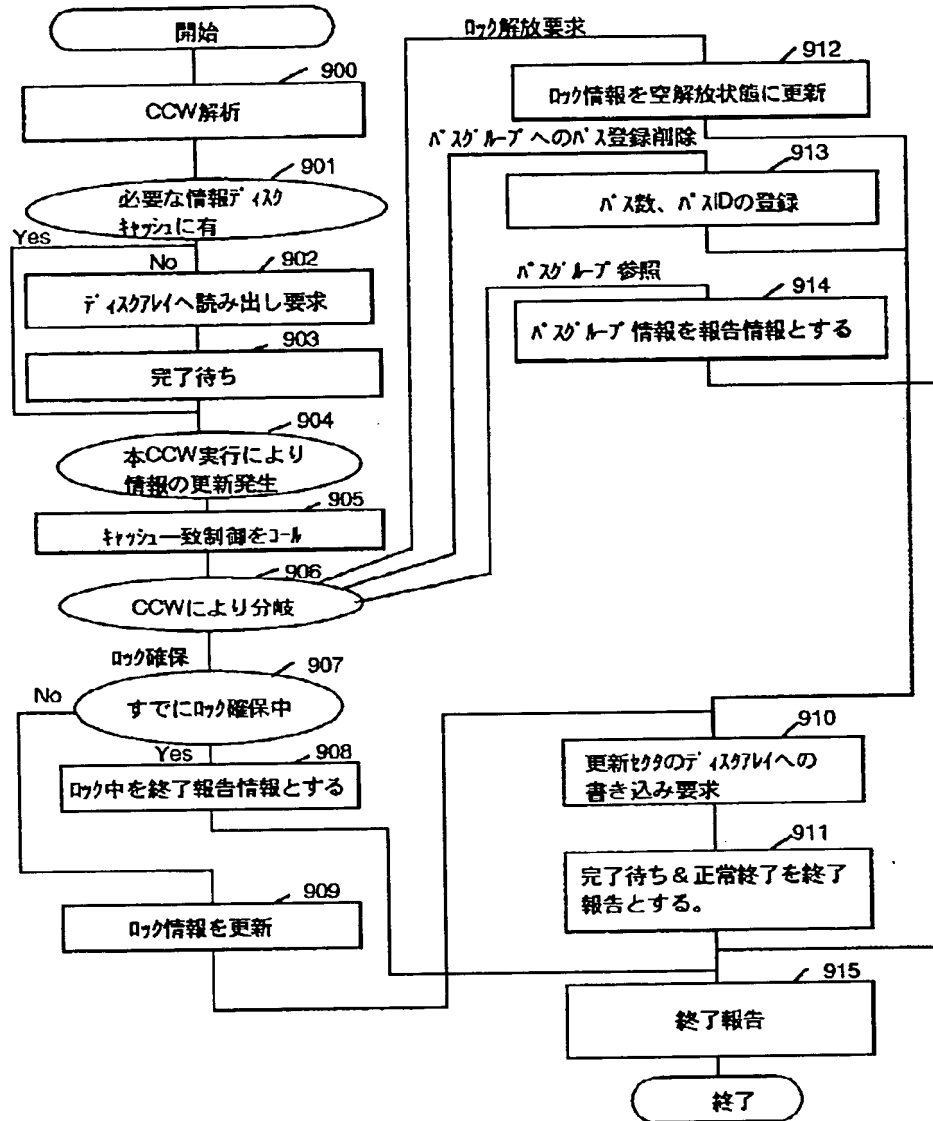 開始
900
CCW解析
901
必要な情報ディスク
キャッシュに有
Yes
No
902
ディスクアレイへ読み出し要求
903
完了待ち
904
本CCW実行により
情報の更新発生
905
キャッシュ一致制御をコール
906
CCWにより分岐
ロック確保
907
No
すでにロック確保中
Yes
908
ロック中を終了報告情報とする
909
ロック情報を更新
ロック解放要求
912
ロック情報を空解放状態に更新
パスグループへのパス登録削除
913
パス数、パスIDの登録
パスグループ参照
914
パスグループ情報を報告情報とする
910
更新セクタのディスクアレイへの
書き込み要求
911
完了待ち&正常終了を終了
報告とする。
915
終了報告
終了